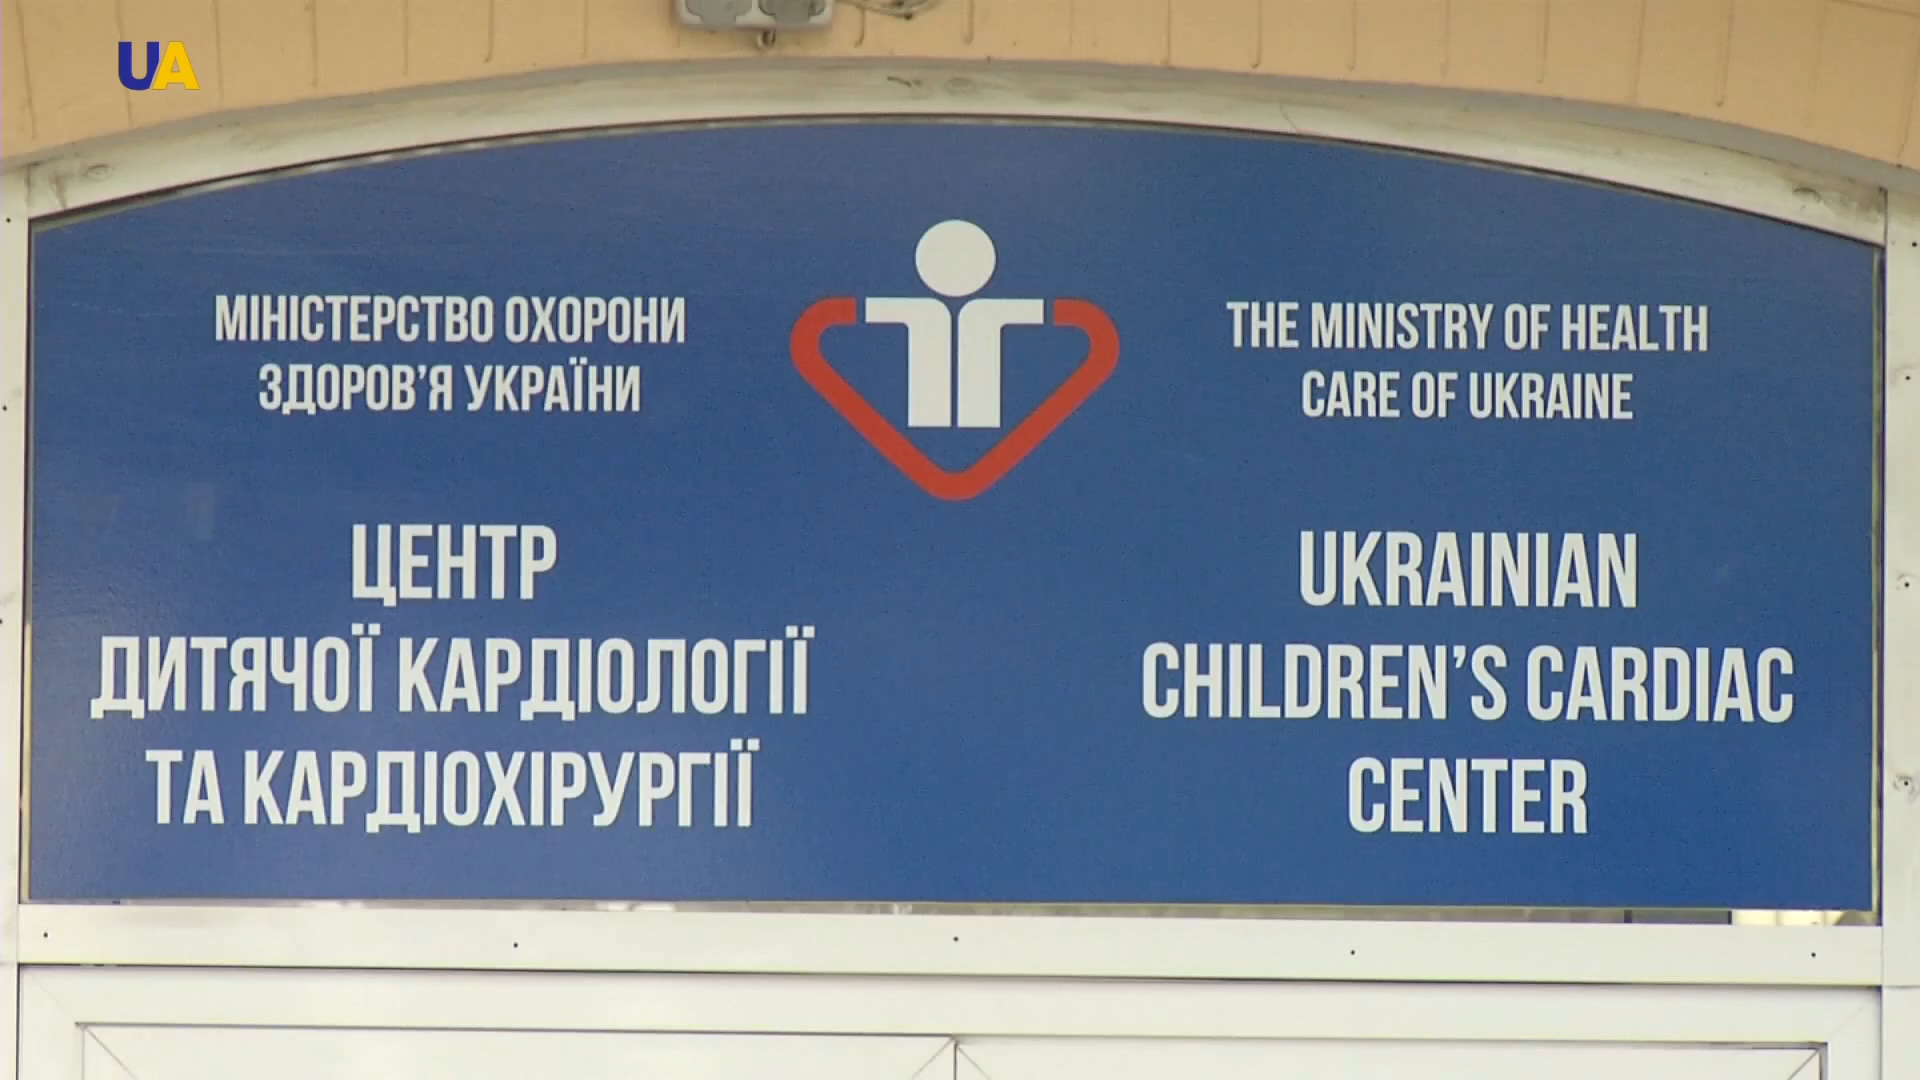 UA
МІНІСТЕРСТВО ОХОРОНИ
ЗДОРОВ’Я УКРАЇНИ
ЦЕНТР
ДИТЯЧОЇ КАРДІОЛОГІЇ
ТА КАРДІОХІРУРГІЇ
THE MINISTRY OF HEALTH
CARE OF UKRAINE
UKRAINIAN
CHILDREN’S CARDIAC
CENTER